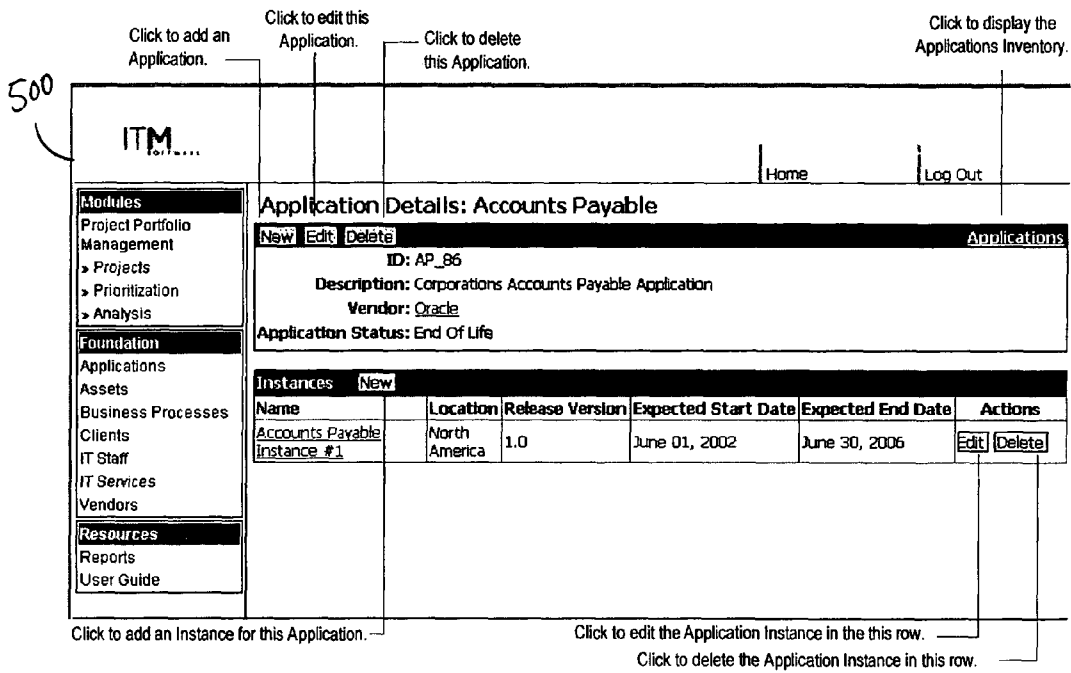 Click to add an
Application.
Click to edit this
Application.
Click to delete
this Application.
Click to display the
Applications Inventory.
500
ITM
Software
Home
Log Out
Modules
Project Portfolio
Management
» Projects
» Prioritization
» Analysis
Foundation
Applications
Assets
Business Processes
Clients
IT Staff
IT Services
Vendors
Resources
Reports
User Guide
Application Details: Accounts Payable
New Edit Delete Applications
ID: AP_86
Description: Corporations Accounts Payable Application
Vendor: Oracle
Application Status: End Of Life
Instances New
Name Location Release Version Expected Start Date Expected End Date Actions
Accounts Payable
Instance #1
North
America
1.0
June 01, 2002
June 30, 2006
Edit Delete
Click to add an Instance for this Application.
Click to edit the Application Instance in the this row.
Click to delete the Application Instance in this row.